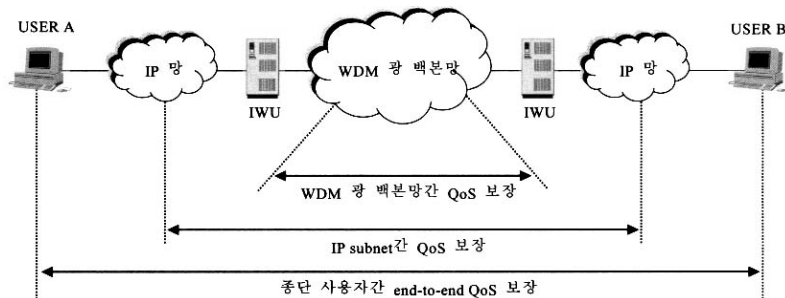 USER A
USER B
IP 망
WDM 광 백본망
IP 망
IWU
IWU
WDM 광 백본망간 QoS 보장
IP subnet간 QoS 보장
종단 사용자간 end-to-end QoS 보장